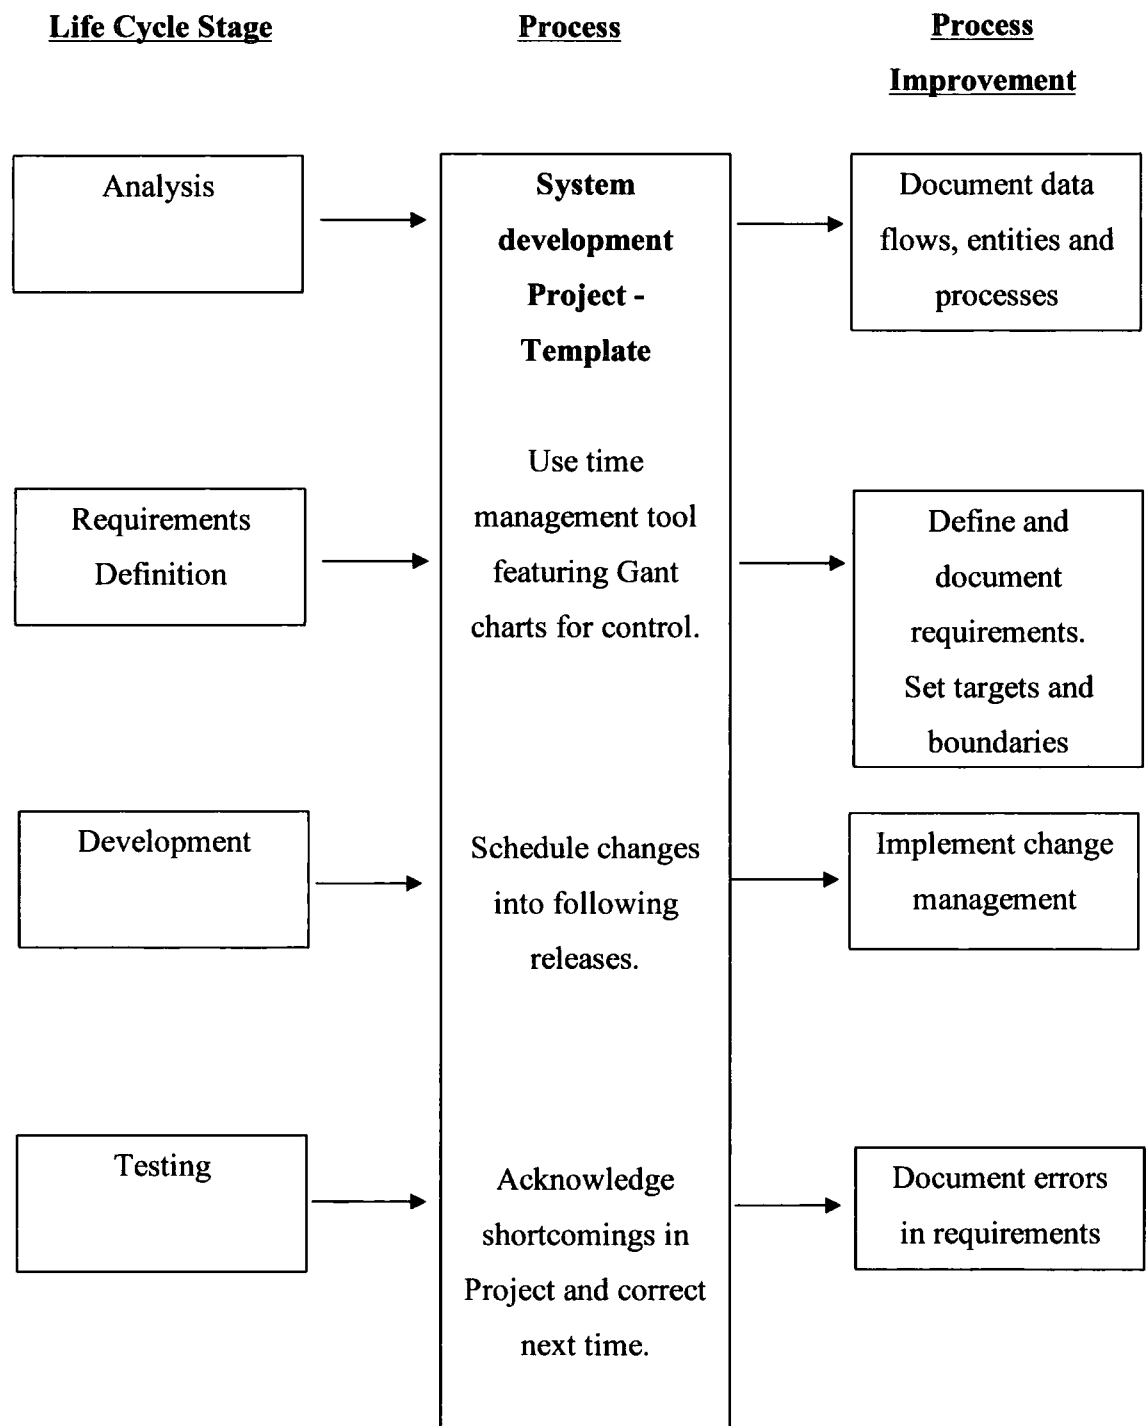 Life Cycle Stage
Process
Process
Improvement
Analysis
System
development
Project -
Template
Document data
flows, entities and
processes
Requirements
Definition
Use time
management tool
featuring Gant
charts for control.
Define and
document
requirements.
Set targets and
boundaries
Development
Schedule changes
into following
releases.
Implement change
management
Testing
Acknowledge
shortcomings in
Project and correct
next time.
Document errors
in requirements